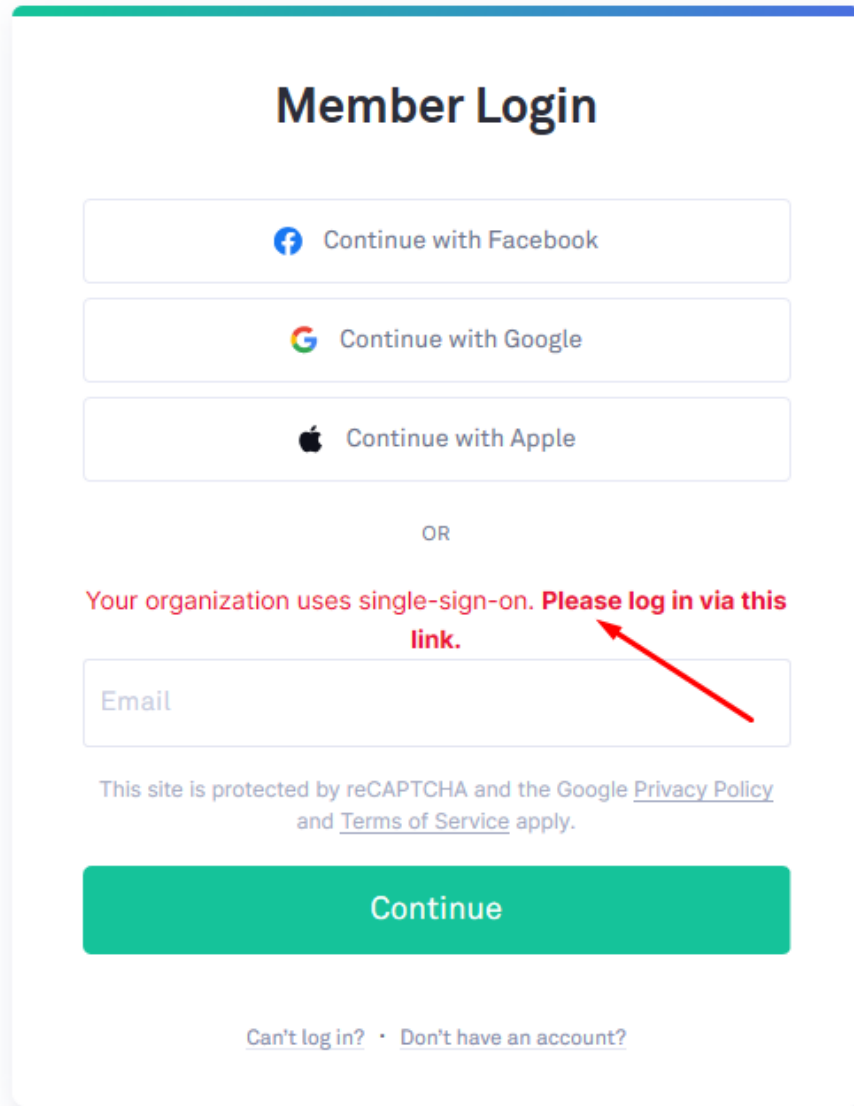 Member Login
Continue with Facebook
Continue with Google
Continue with Apple
OR
Your organization uses single-sign-on. Please log in via this
link.
Email
This site is protected by reCAPTCHA and the Google Privacy Policy
and Terms of Service apply.
Continue
Can't log in? · Don't have an account?